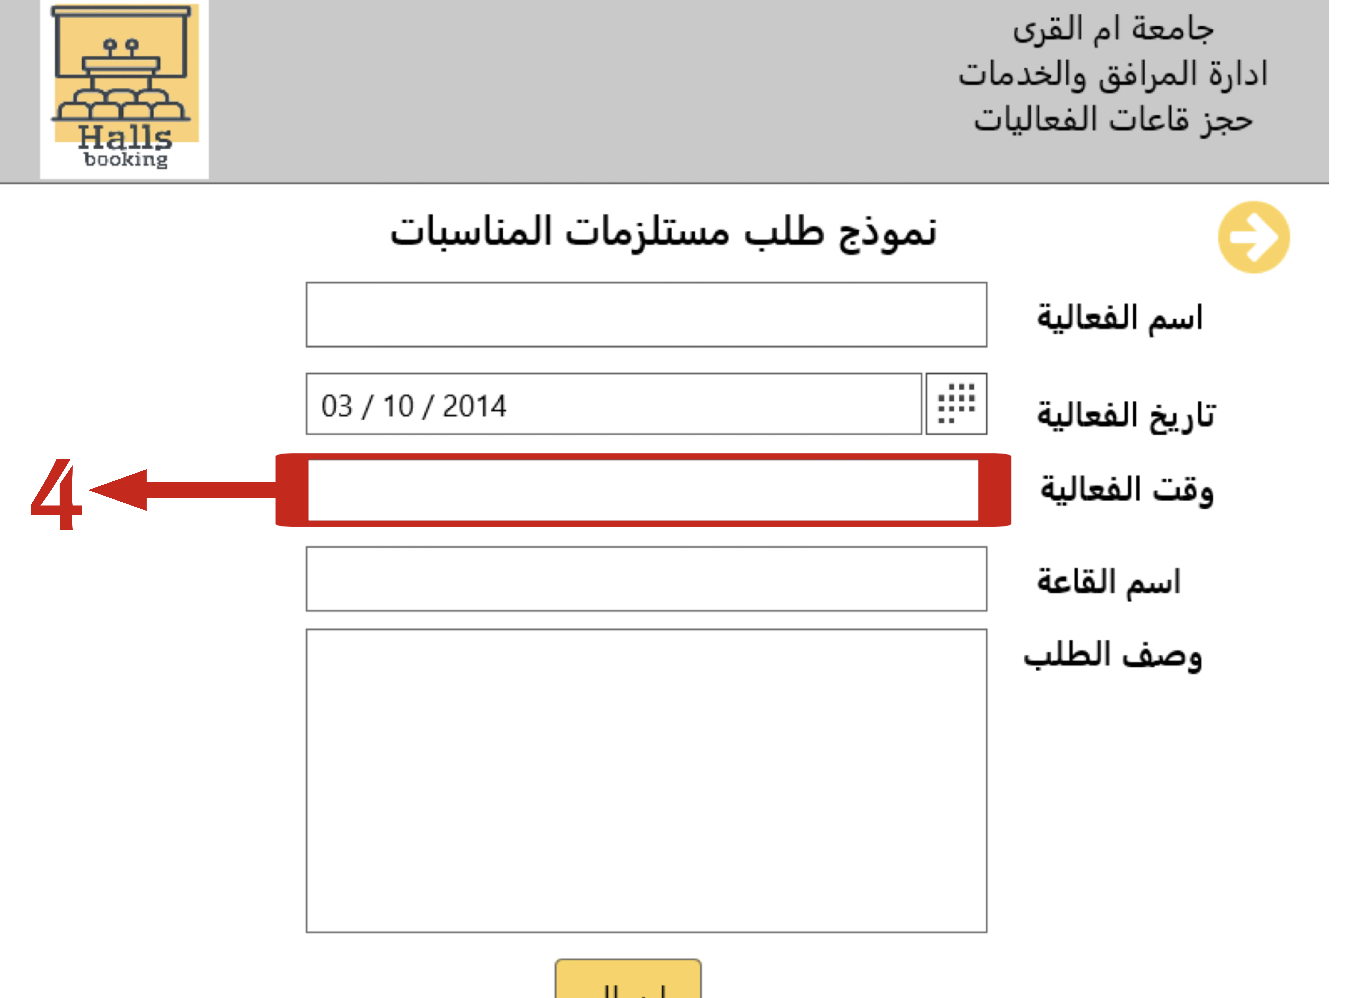 Halls
booking
جامعة ام القرى
ادارة المرافق والخدمات
حجز قاعات الفعاليات
نموذج طلب مستلزمات المناسبات
اسم الفعالية
تاريخ الفعالية
03 / 10 / 2014
وقت الفعالية
4
اسم القاعة
وصف الطلب